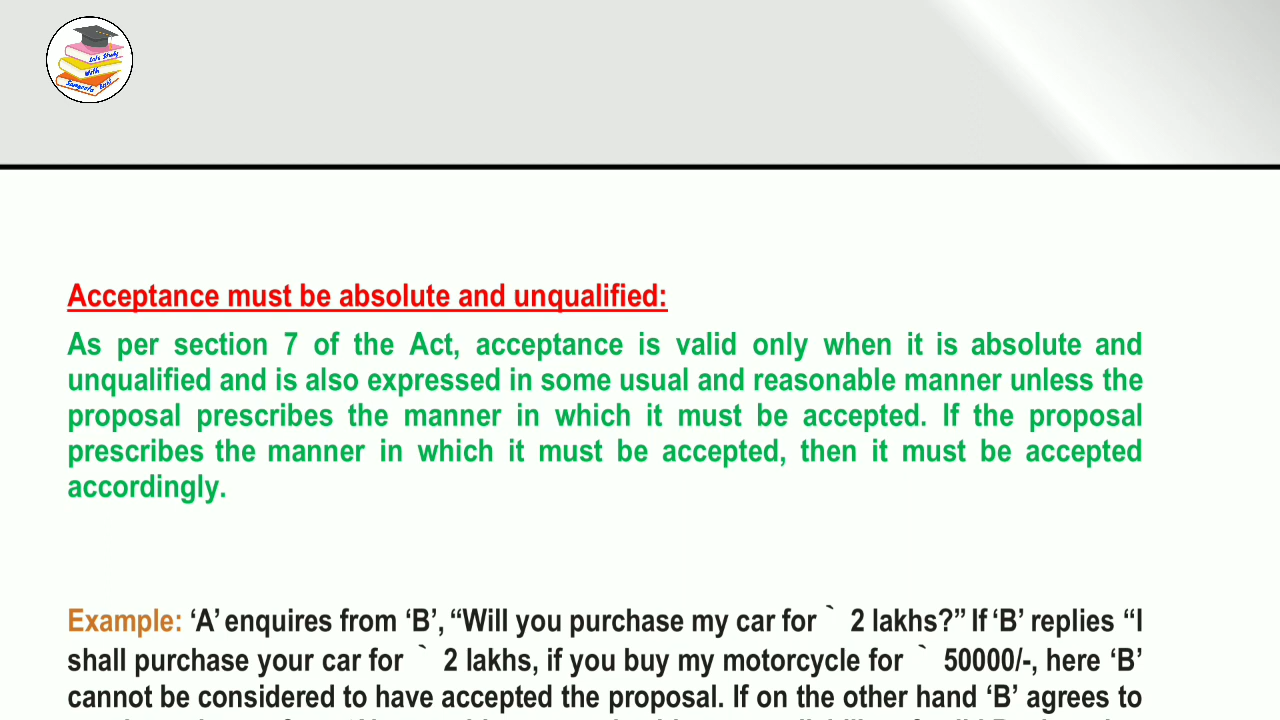 Lets Study
With
Acceptance must be absolute and unqualified:
As per section 7 of the Act, acceptance is valid only when it is absolute and
unqualified and is also expressed in some usual and reasonable manner unless the
proposal prescribes the manner in which it must be accepted. If the proposal
prescribes the manner in which it must be accepted, then it must be accepted
accordingly.
Example: ‘A’ enquires from ‘B’, “Will you purchase my car for ` 2 lakhs?” If ‘B’ replies “I
shall purchase your car for ` 2 lakhs, if you buy my motorcycle for ` 50000/-, here ‘B’
cannot be considered to have accepted the proposal. If on the other hand ‘B’ agrees to